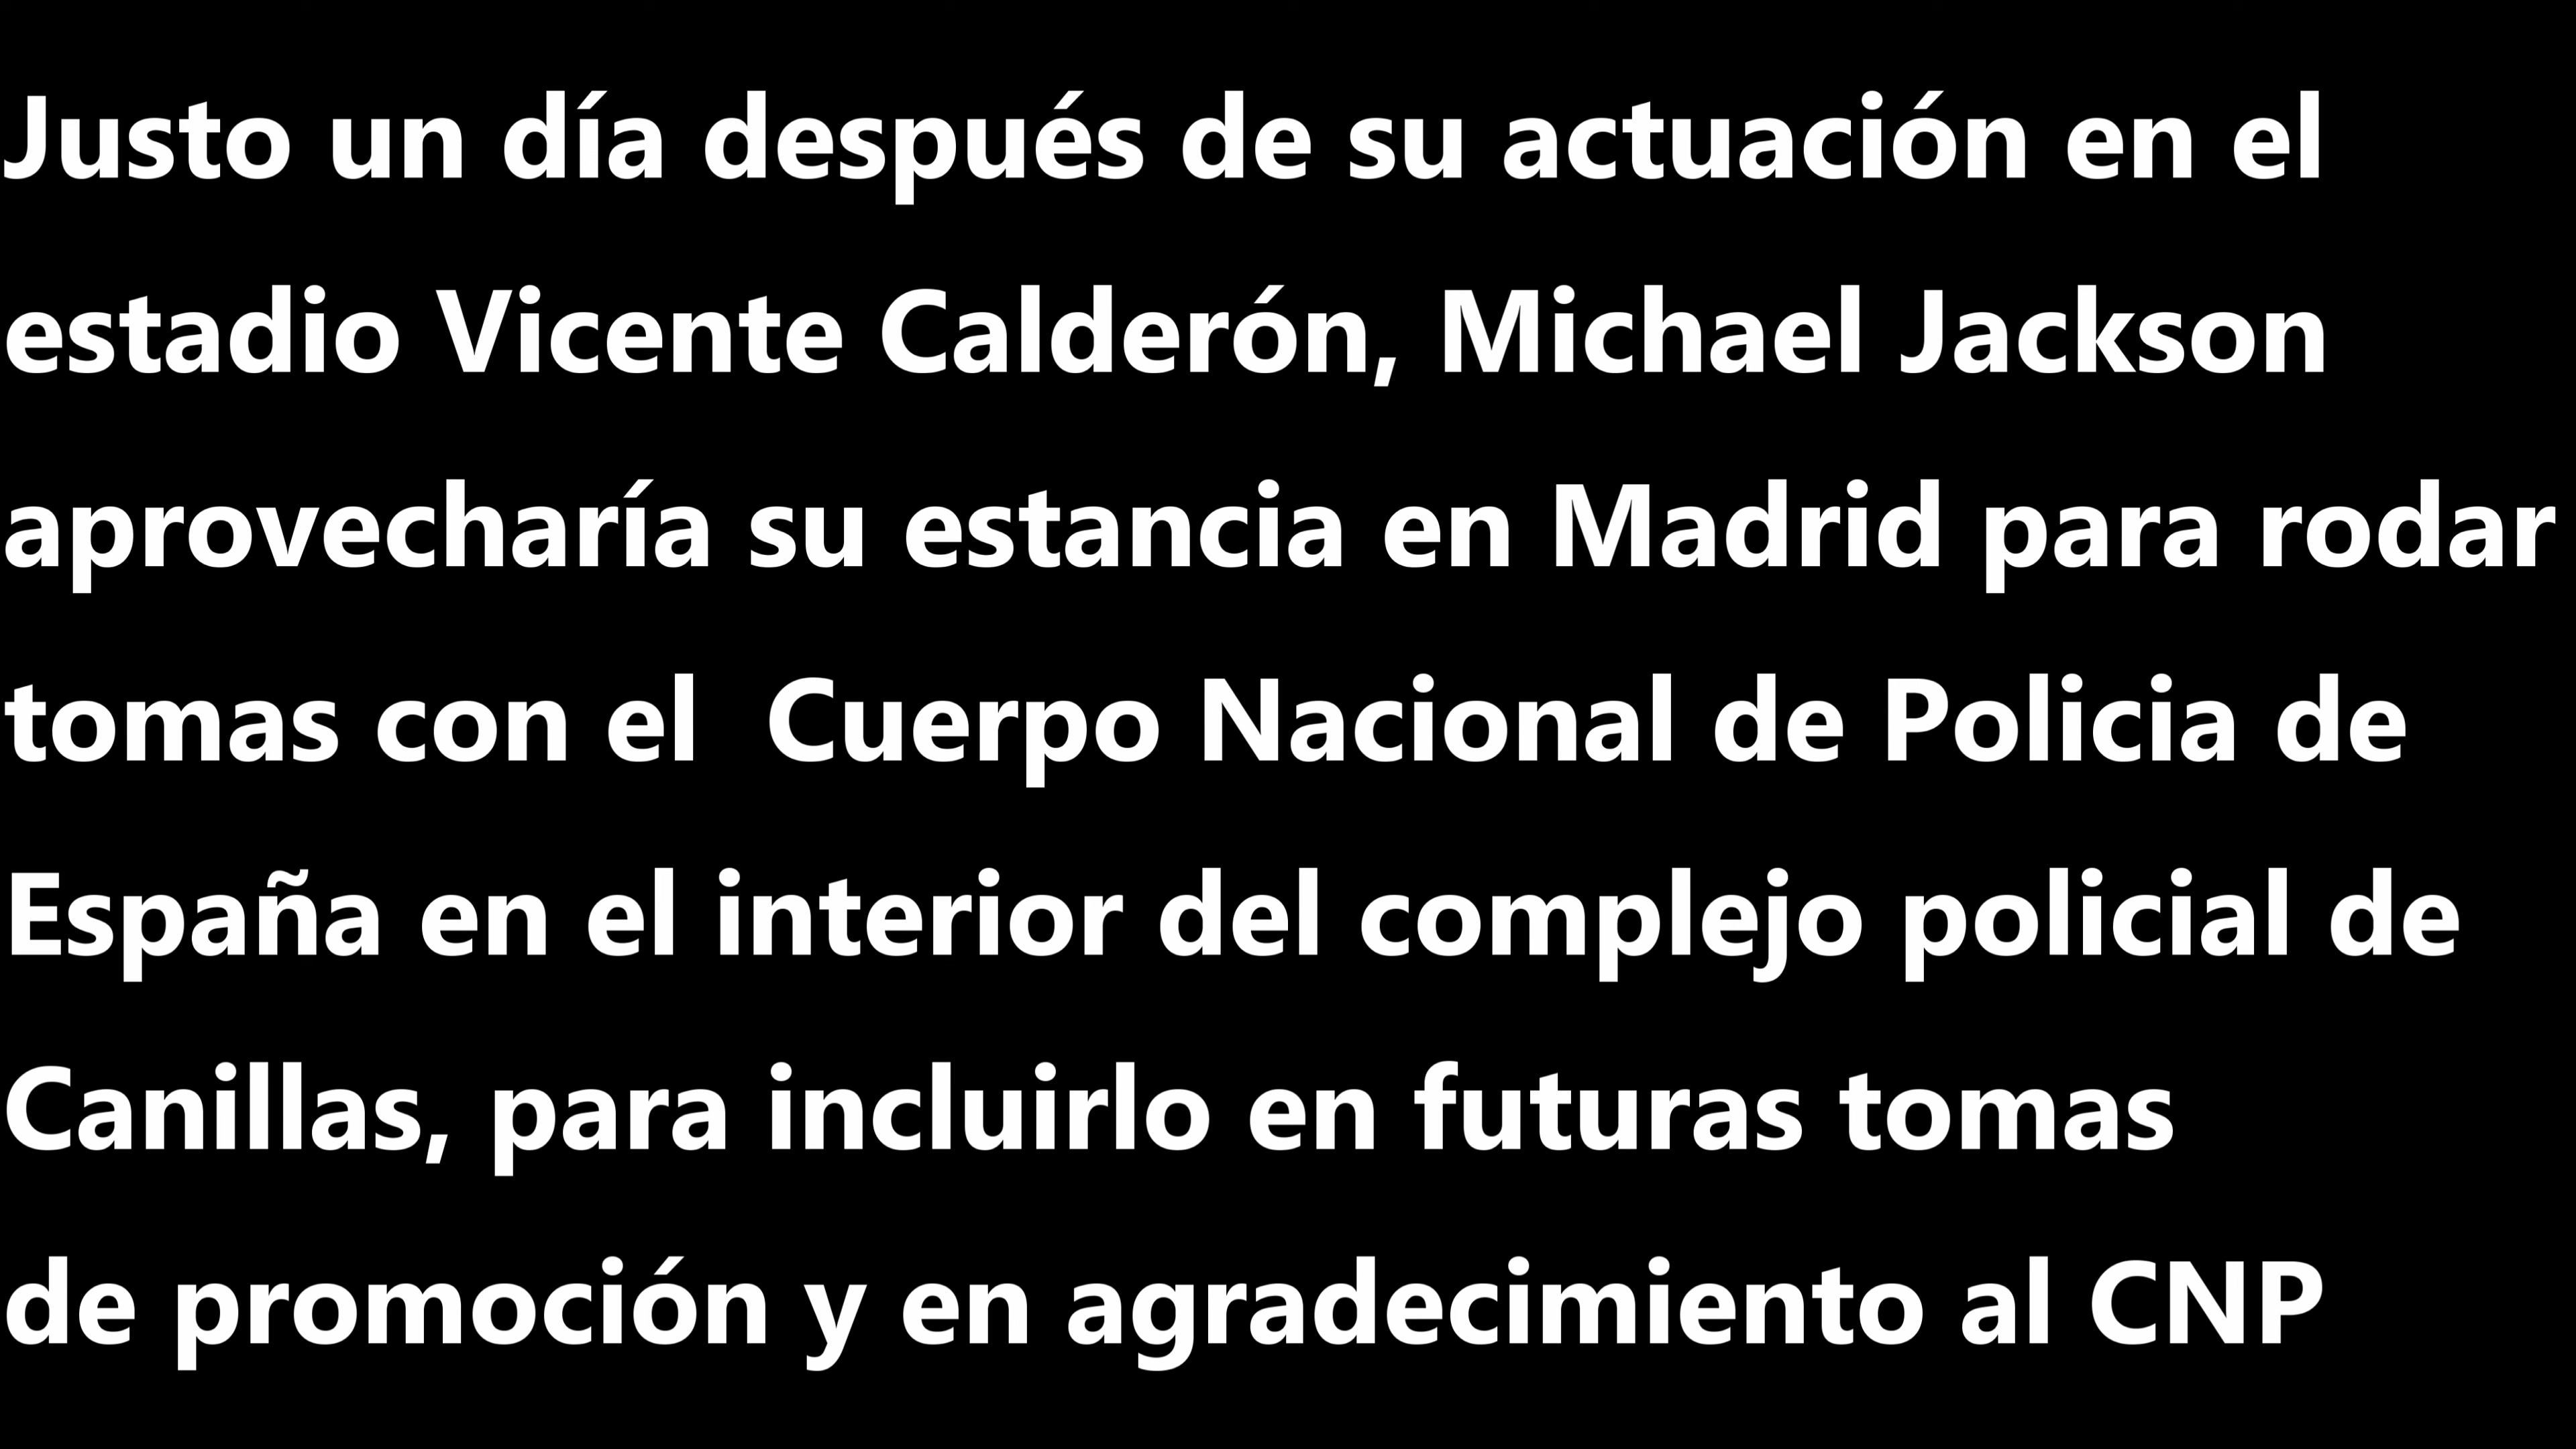 Justo un día después de su actuación en el
estadio Vicente Calderón, Michael Jackson
aprovecharía su estancia en Madrid para rodar
tomas con el  Cuerpo Nacional de Policia de
España en el interior del complejo policial de
Canillas, para incluirlo en futuras tomas
de promoción y en agradecimiento al CNP